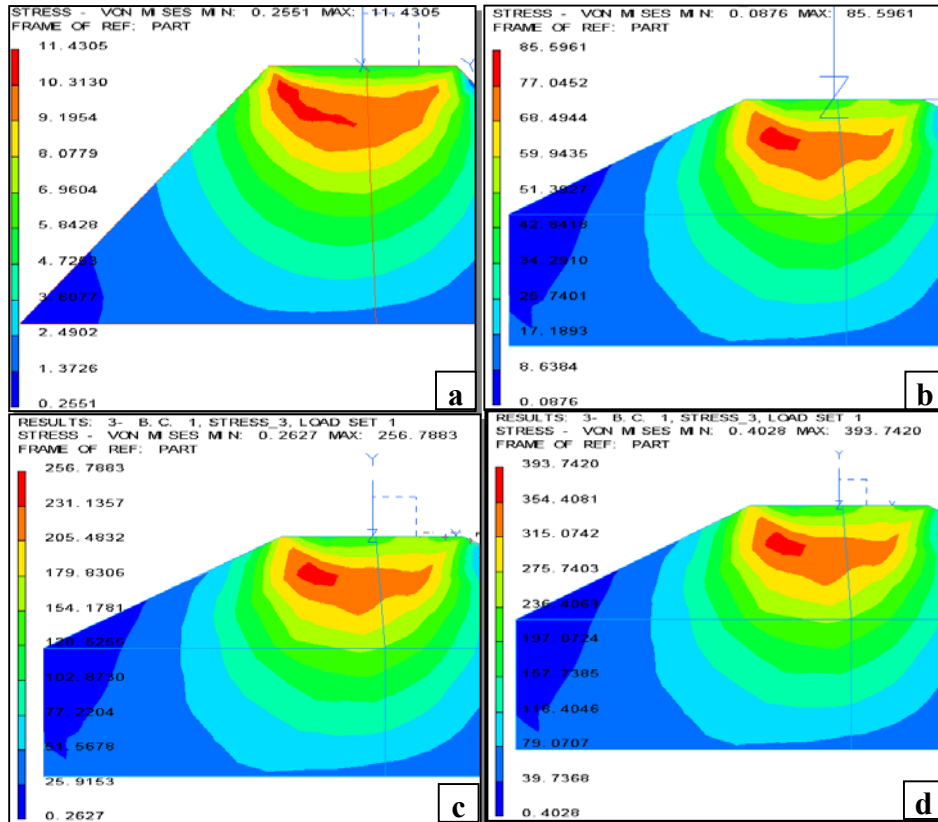 STRESS - VON MISES MIN: 0.2551 MAX: 11.4305
FRAME OF REF: PART
11.4305
10.3130
9.1954
8.0779
6.9604
5.8428
4.7253
3.6077
2.4902
1.3726
0.2551
X
Y
a
STRESS - VON MISES MIN: 0.0876 MAX: 85.5961
FRAME OF REF: PART
85.5961
77.0452
68.4944
59.9435
51.3927
42.8418
34.2910
25.7401
17.1893
8.6384
0.0876
Z
b
RESULTS: 3- B.C. 1, STRESS_3, LOAD SET 1
STRESS - VON MISES MIN: 0.2627 MAX: 256.7883
FRAME OF REF: PART
256.7883
231.1357
205.4832
179.8306
154.1781
128.5255
102.8730
77.2204
51.5678
25.9153
0.2627
Y
Z
X
c
RESULTS: 3- B.C. 1, STRESS_3, LOAD SET 1
STRESS - VON MISES MIN: 0.4028 MAX: 393.7420
FRAME OF REF: PART
393.7420
354.4081
315.0742
275.7403
236.4063
197.0724
157.7385
118.4046
79.0707
39.7368
0.4028
Y
Z
X
d